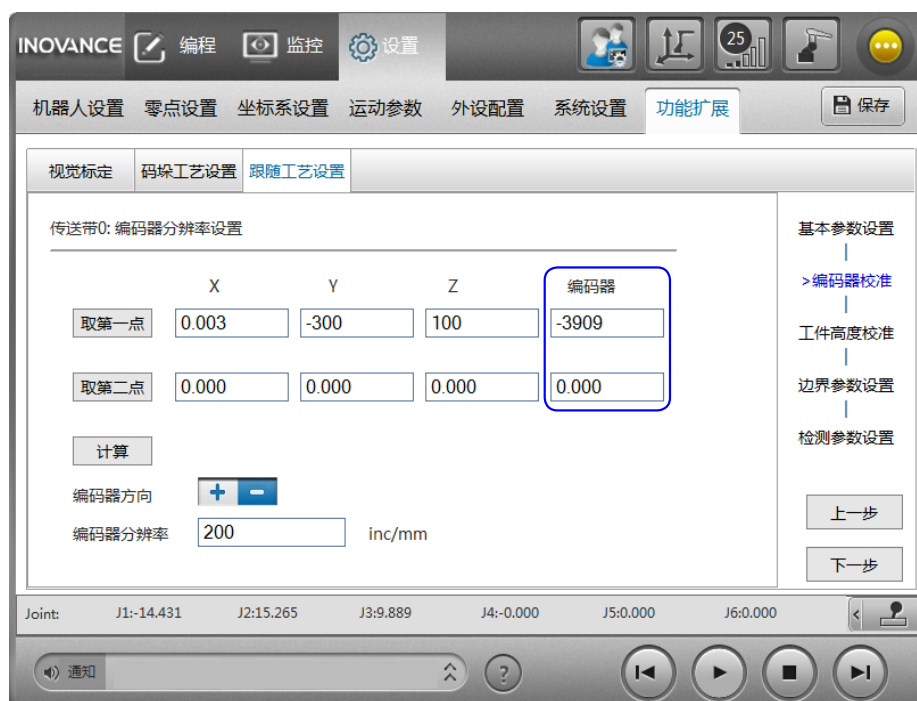 INOVANCE 编程 监控 设置 25
机器人设置 零点设置 坐标系设置 运动参数 外设配置 系统设置 功能扩展 保存
视觉标定 码垛工艺设置 跟随工艺设置
传送带0: 编码器分辨率设置
X Y Z 编码器
取第一点 0.003 -300 100 -3909
取第二点 0.000 0.000 0.000 0.000
计算
编码器方向 + -
编码器分辨率 200 inc/mm
基本参数设置
>编码器校准
工件高度校准
边界参数设置
检测参数设置
上一步
下一步
Joint: J1:-14.431 J2:15.265 J3:9.889 J4:-0.000 J5:0.000 J6:0.000 <
通知 ?